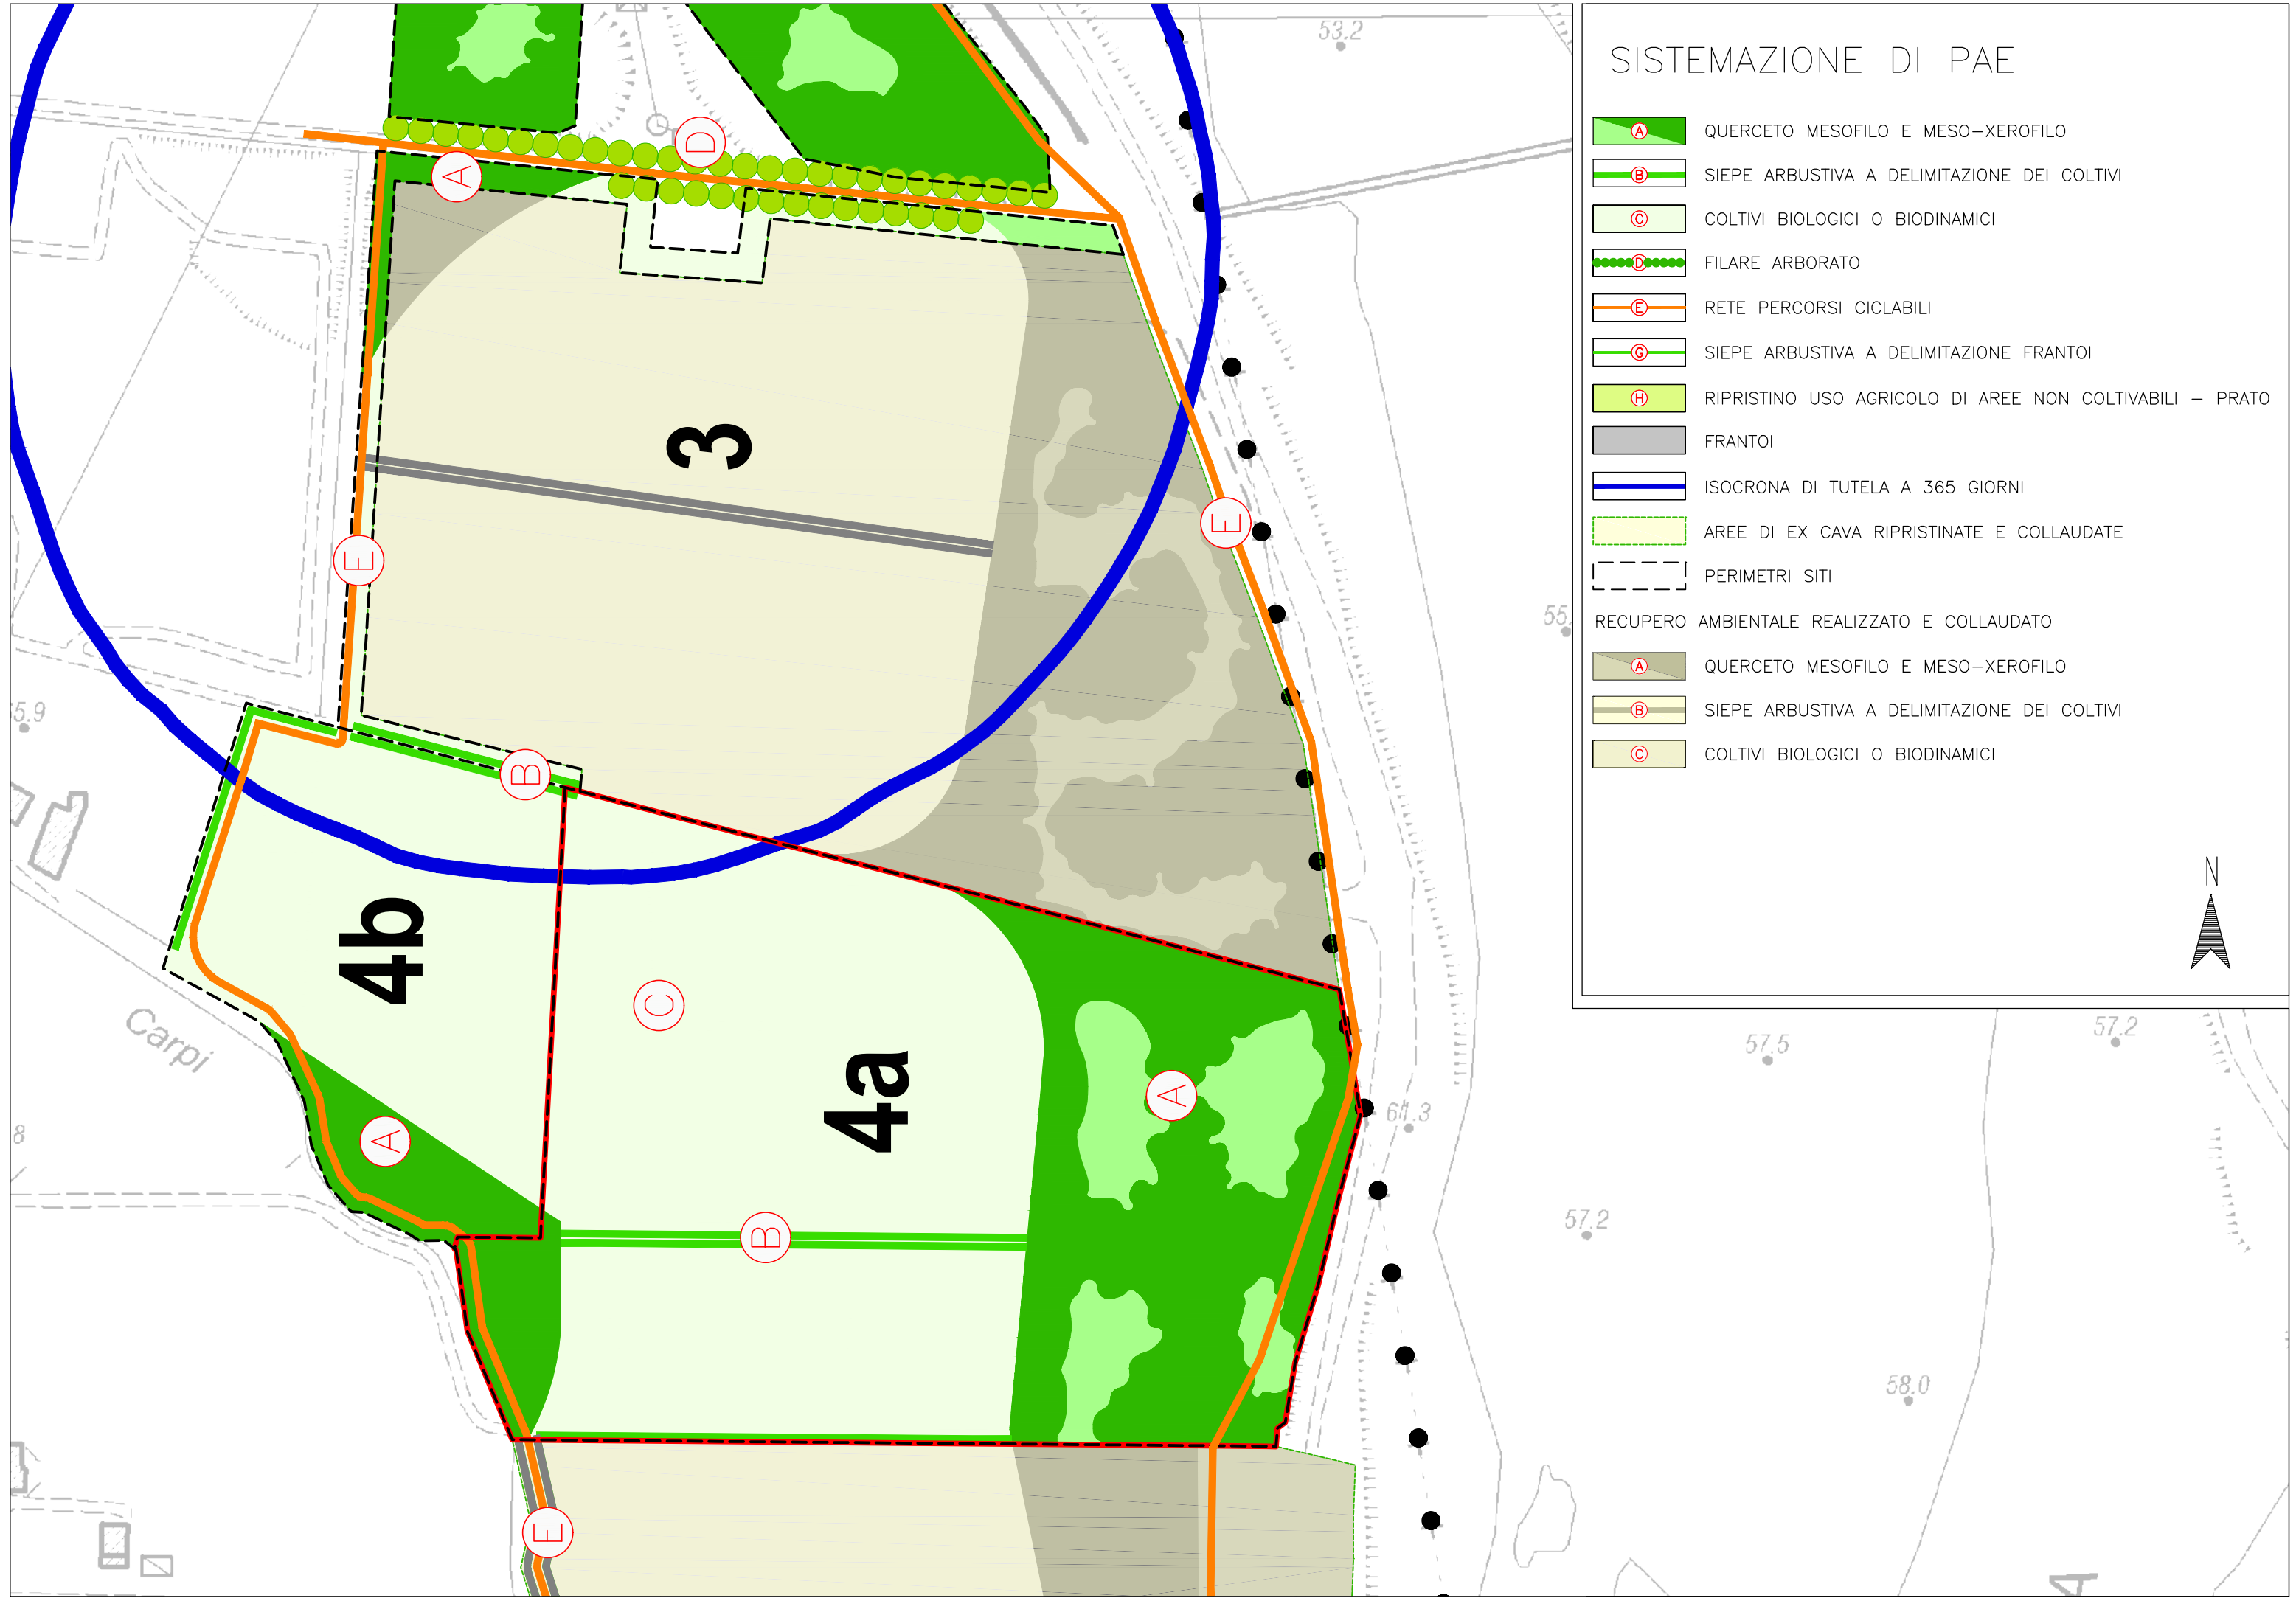 SISTEMAZIONE DI PAE
A QUERCETO MESOFILO E MESO-XEROFILO
B SIEPE ARBUSTIVA A DELIMITAZIONE DEI COLTIVI
C COLTIVI BIOLOGICI O BIODINAMICI
D FILARE ARBORATO
E RETE PERCORSI CICLABILI
G SIEPE ARBUSTIVA A DELIMITAZIONE FRANTOI
H RIPRISTINO USO AGRICOLO DI AREE NON COLTIVABILI – PRATO
FRANTOI
ISOCRONA DI TUTELA A 365 GIORNI
AREE DI EX CAVA RIPRISTINATE E COLLAUDATE
PERIMETRI SITI
RECUPERO AMBIENTALE REALIZZATO E COLLAUDATO
A QUERCETO MESOFILO E MESO-XEROFILO
B SIEPE ARBUSTIVA A DELIMITAZIONE DEI COLTIVI
C COLTIVI BIOLOGICI O BIODINAMICI
N
53.2
D
A
3
E
E
55.
5.9
B
4b
C
Carpi
4a
A
A
61.3
57.5
57.2
8
B
57.2
58.0
E
A